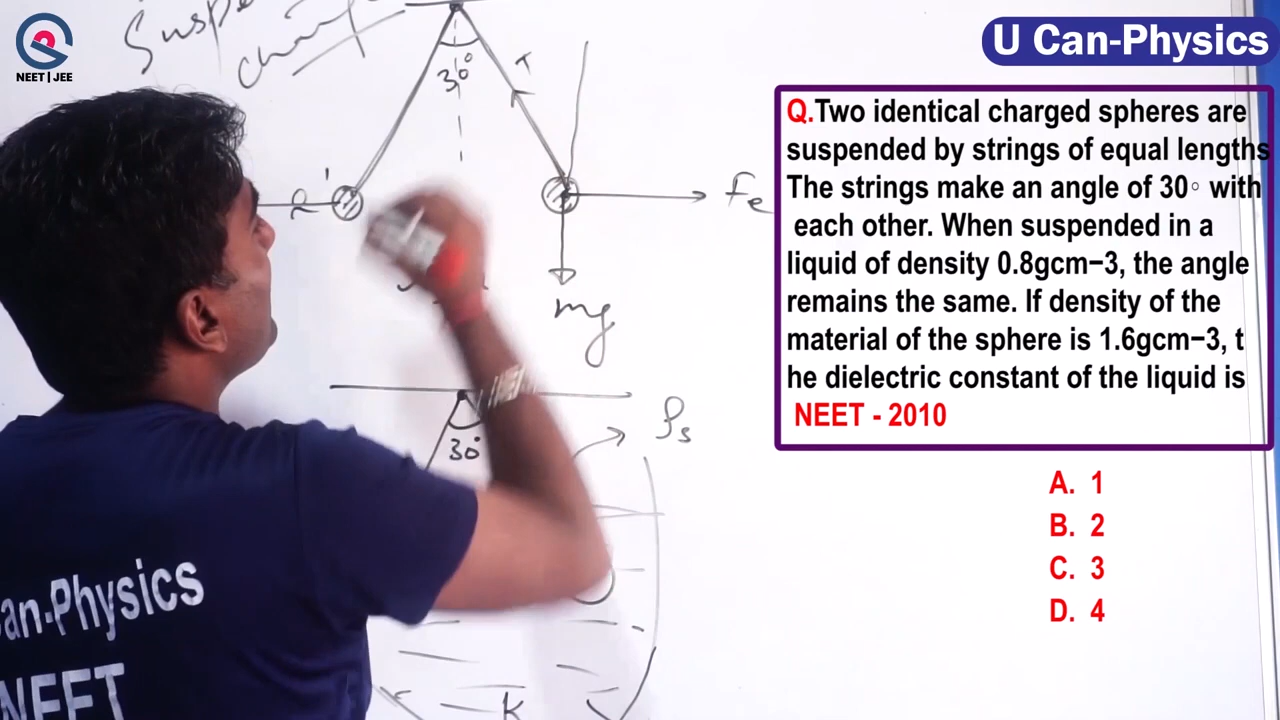 NEET | JEE
U Can-Physics
Q.Two identical charged spheres are
suspended by strings of equal lengths
The strings make an angle of 30° with
each other. When suspended in a
liquid of density 0.8gcm−3, the angle
remains the same. If density of the
material of the sphere is 1.6gcm−3, t
he dielectric constant of the liquid is
NEET - 2010
A. 1
B. 2
C. 3
D. 4
30°
T
Fe
mg
30°
ρs
K
an-Physics
NEET